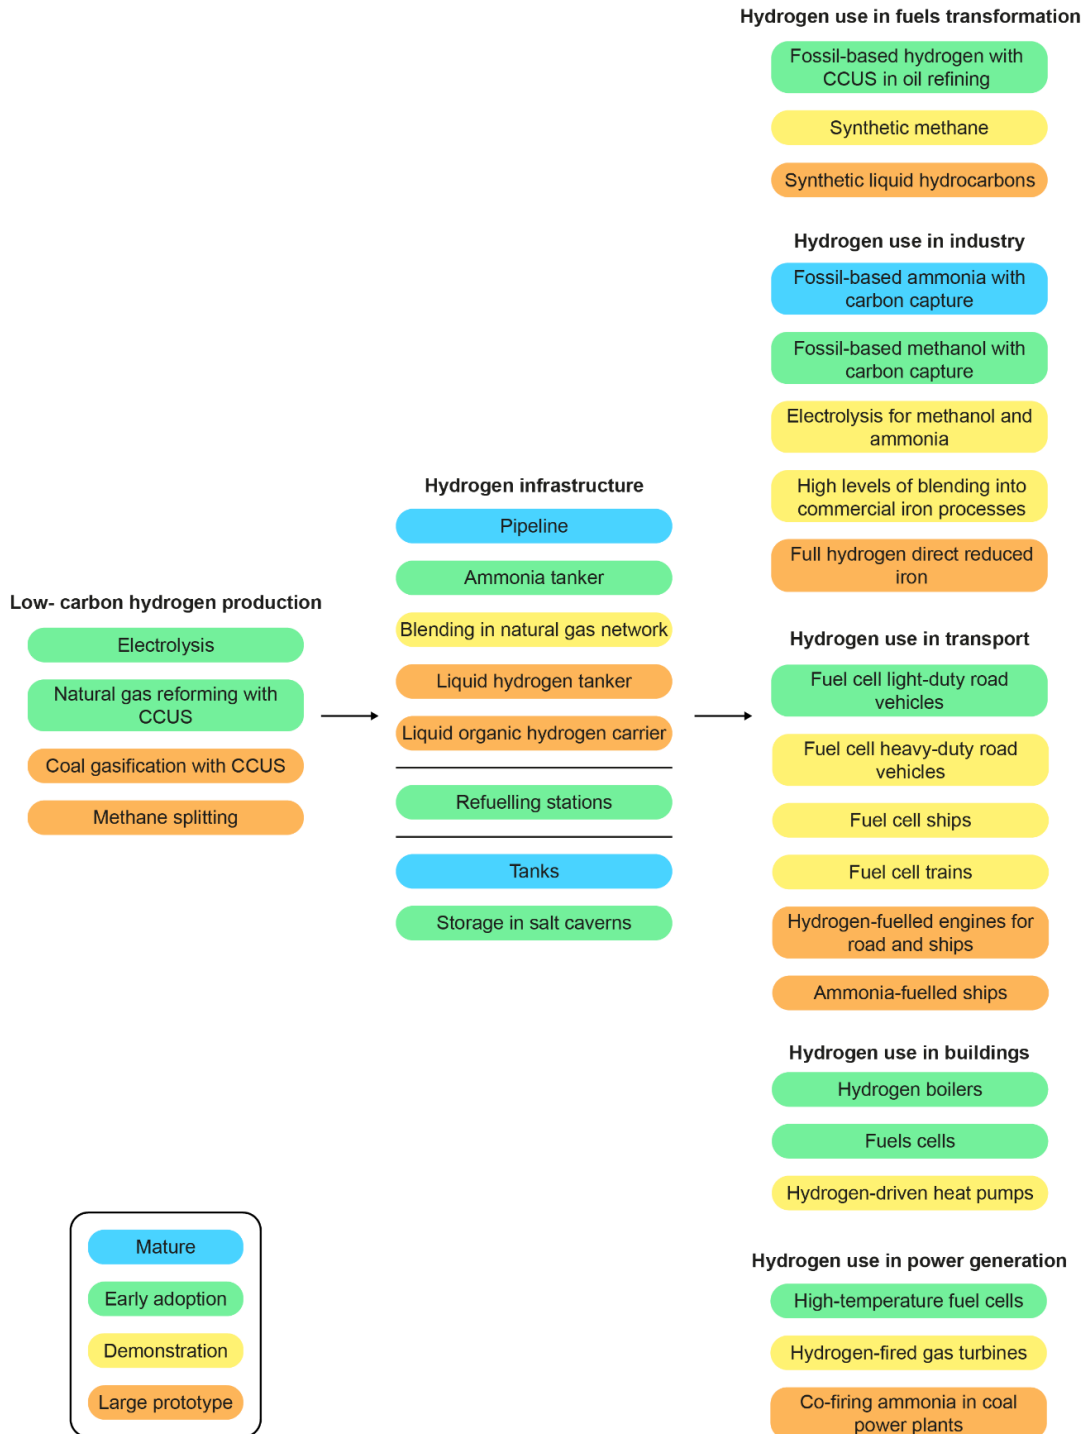 Low- carbon hydrogen production
Electrolysis
Natural gas reforming with
CCUS
Coal gasification with CCUS
Methane splitting
Hydrogen infrastructure
Pipeline
Ammonia tanker
Blending in natural gas network
Liquid hydrogen tanker
Liquid organic hydrogen carrier
Refuelling stations
Tanks
Storage in salt caverns
Hydrogen use in fuels transformation
Fossil-based hydrogen with
CCUS in oil refining
Synthetic methane
Synthetic liquid hydrocarbons
Hydrogen use in industry
Fossil-based ammonia with
carbon capture
Fossil-based methanol with
carbon capture
Electrolysis for methanol and
ammonia
High levels of blending into
commercial iron processes
Full hydrogen direct reduced
iron
Hydrogen use in transport
Fuel cell light-duty road
vehicles
Fuel cell heavy-duty road
vehicles
Fuel cell ships
Fuel cell trains
Hydrogen-fuelled engines for
road and ships
Ammonia-fuelled ships
Hydrogen use in buildings
Hydrogen boilers
Fuels cells
Hydrogen-driven heat pumps
Hydrogen use in power generation
High-temperature fuel cells
Hydrogen-fired gas turbines
Co-firing ammonia in coal
power plants
Mature
Early adoption
Demonstration
Large prototype